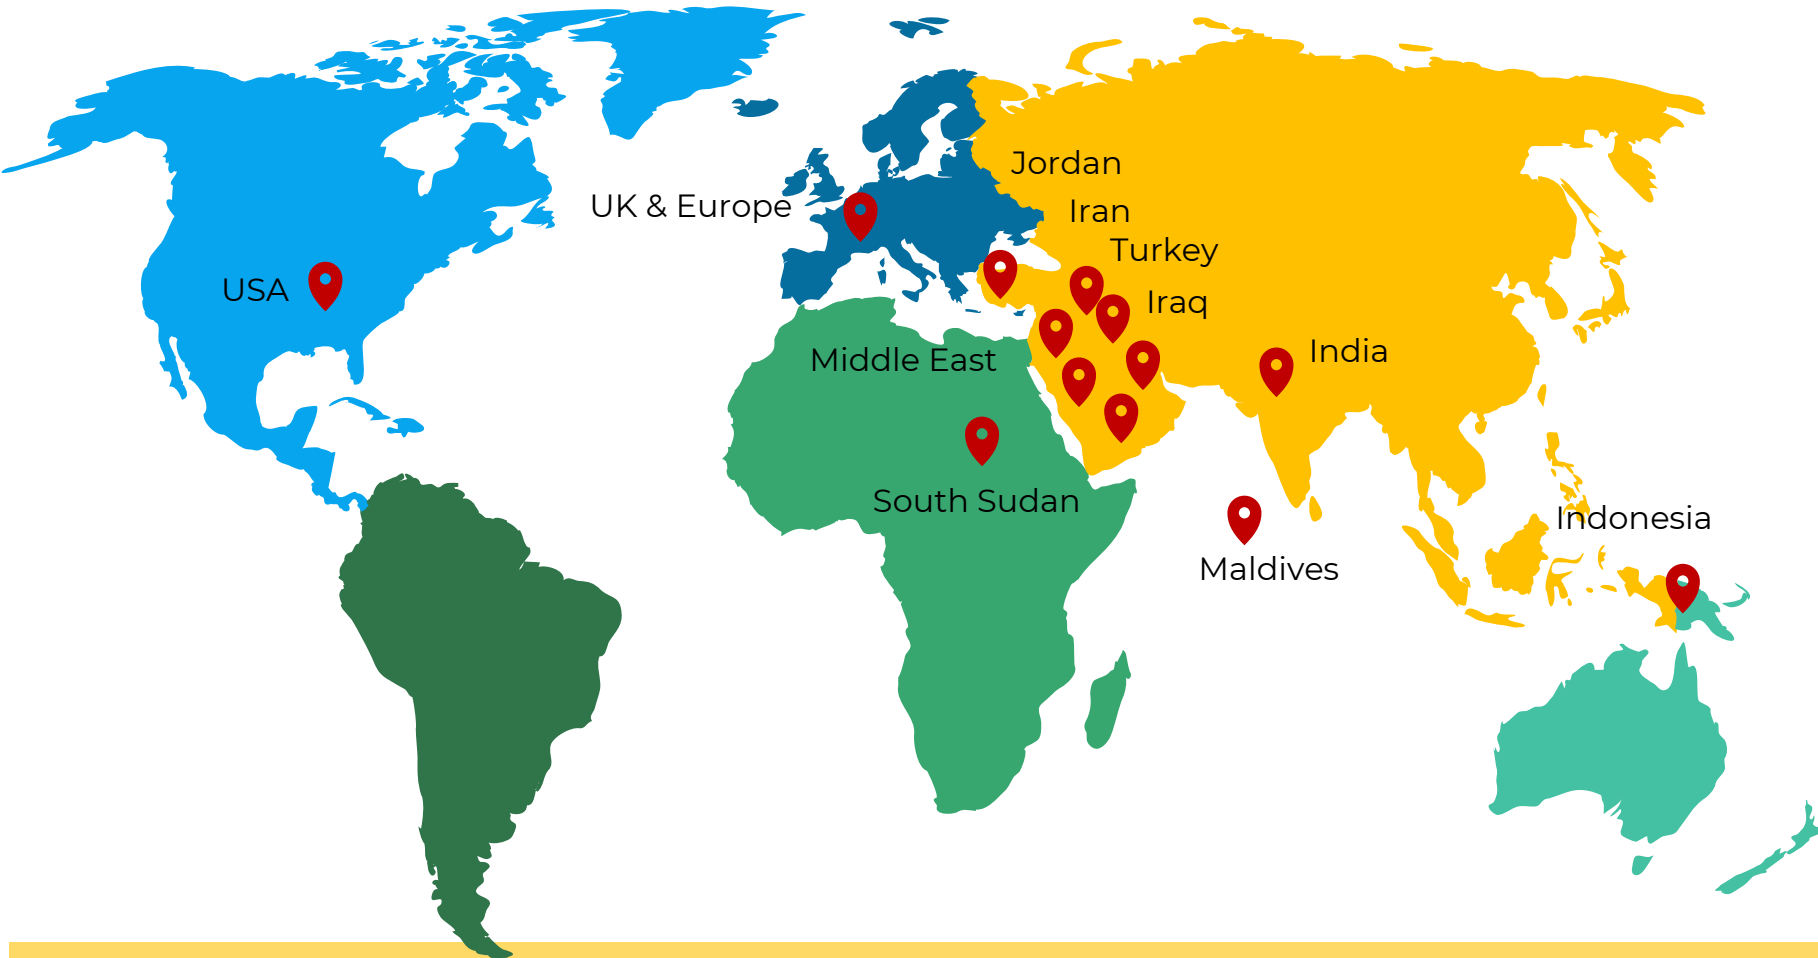 Jordan
UK & Europe
Iran
Turkey
USA
Iraq
India
Middle East
South Sudan
Indonesia
Maldives